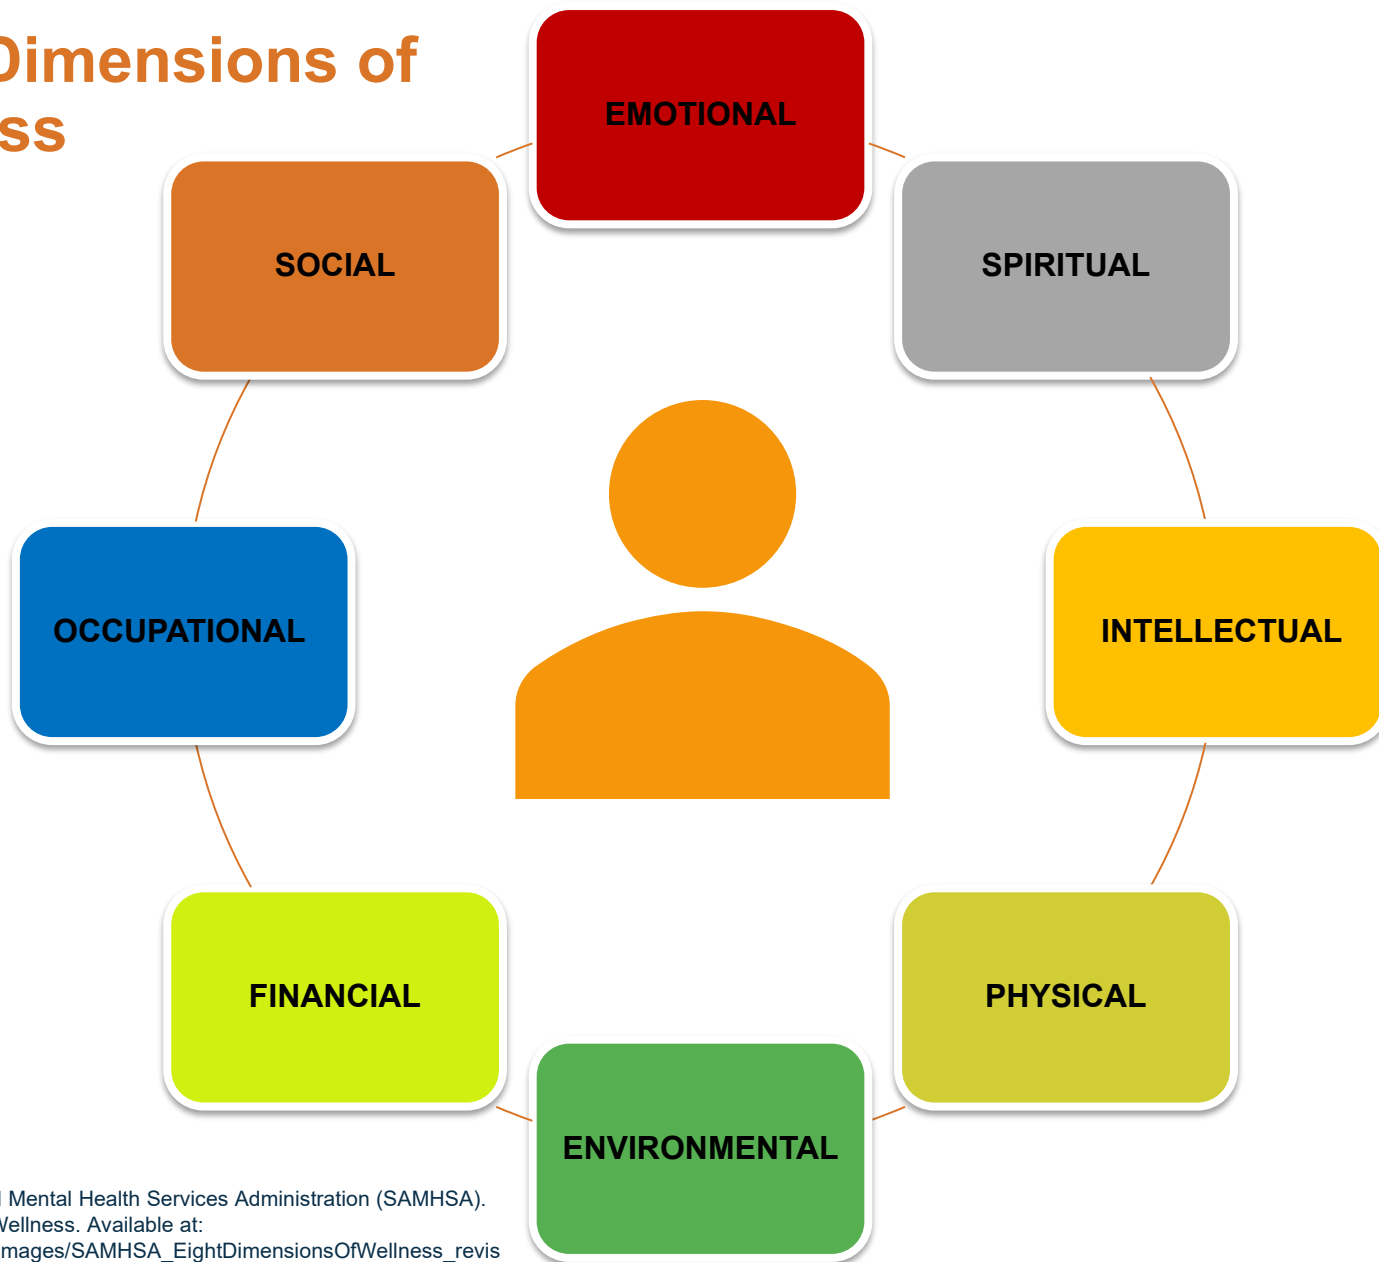 Dimensions of
ss
EMOTIONAL
SOCIAL
SPIRITUAL
OCCUPATIONAL
INTELLECTUAL
FINANCIAL
PHYSICAL
ENVIRONMENTAL
Mental Health Services Administration (SAMHSA).
Wellness. Available at:
mages/SAMHSA_EightDimensionsOfWellness_revis